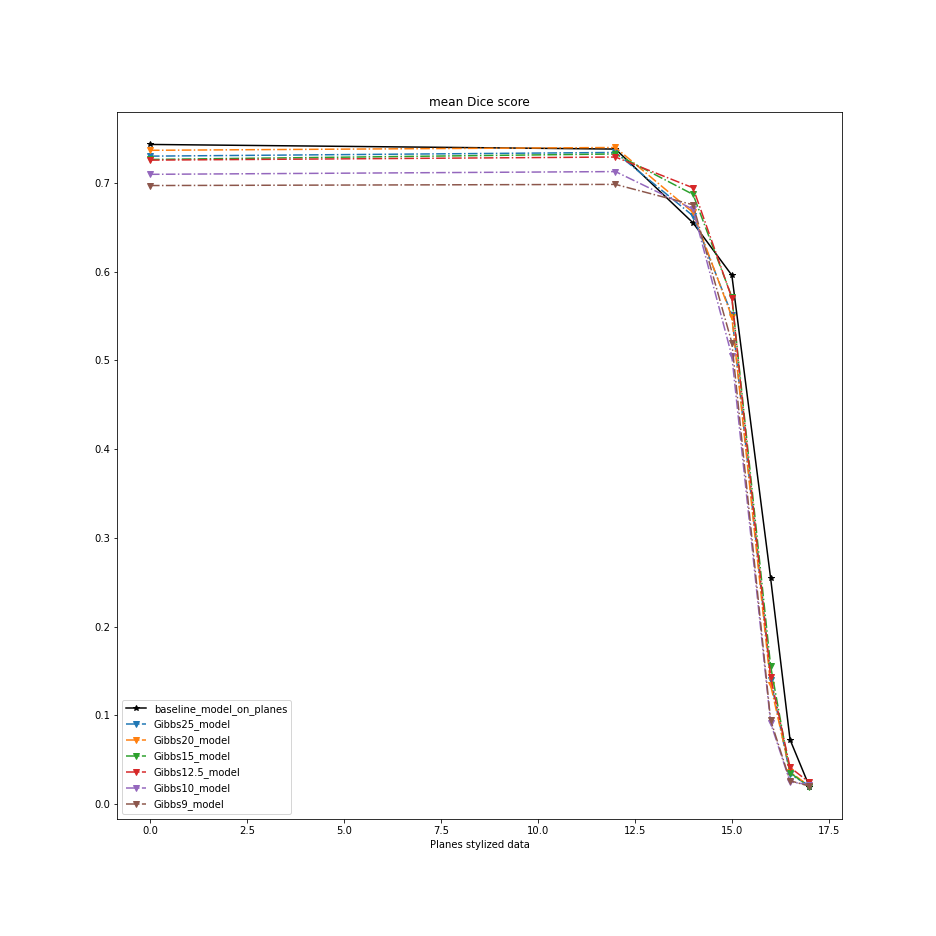 mean Dice score
0.7
0.6
0.5
0.4
0.3
0.2
0.1
0.0
baseline_model_on_planes
Gibbs25_model
Gibbs20_model
Gibbs15_model
Gibbs12.5_model
Gibbs10_model
Gibbs9_model
0.0 2.5 5.0 7.5 10.0 12.5 15.0 17.5
Planes stylized data